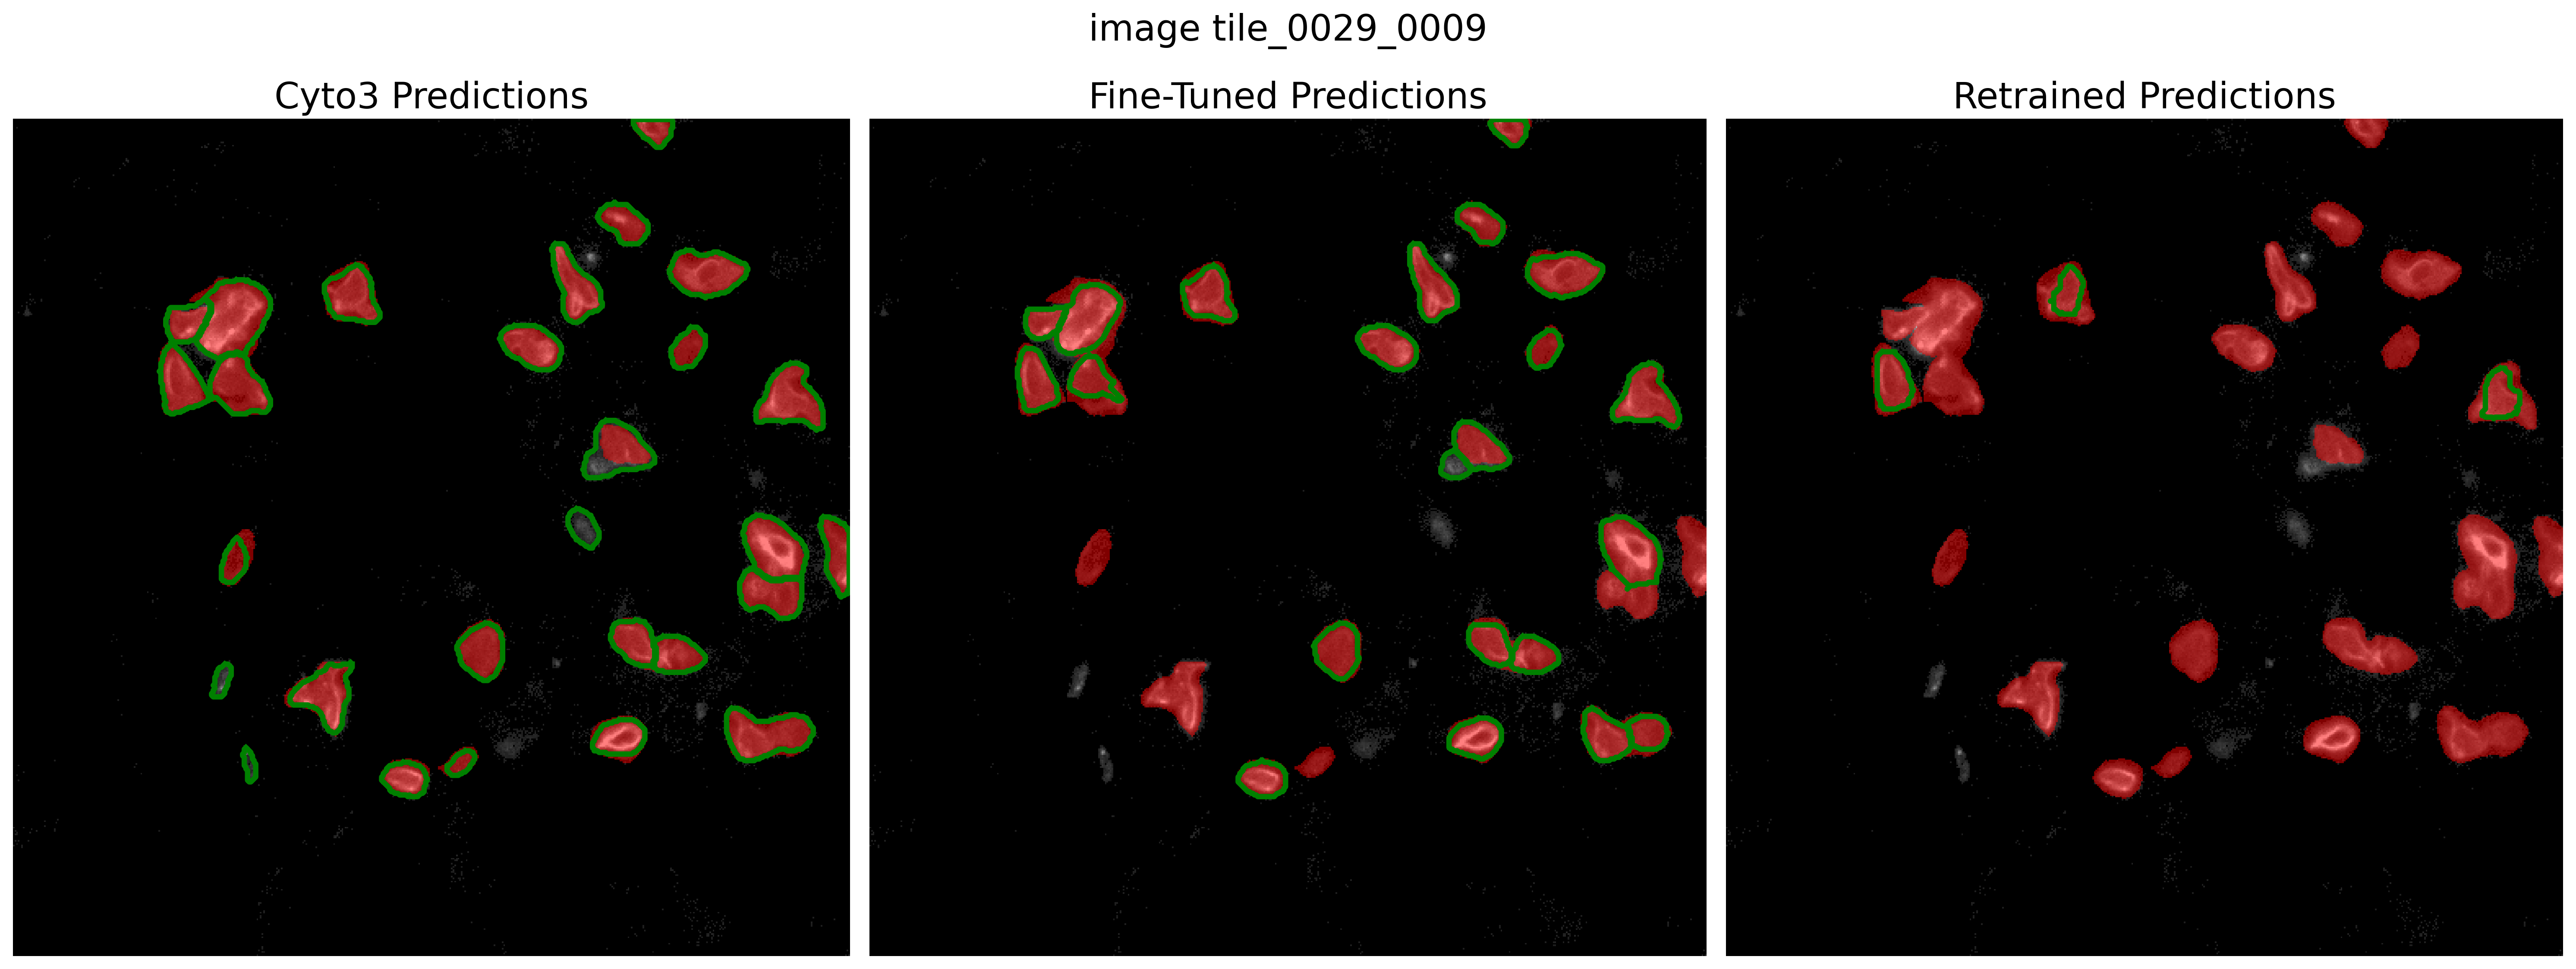 image tile_0029_0009
Cyto3 Predictions
Fine-Tuned Predictions
Retrained Predictions